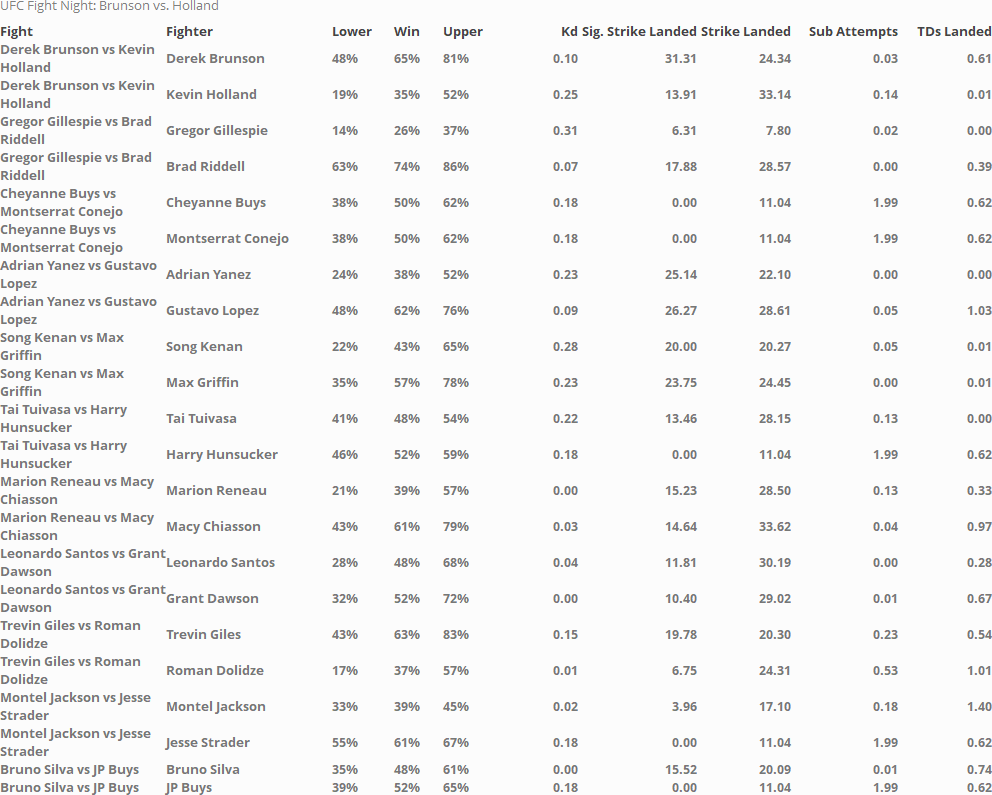 UFC Fight Night: Brunson vs. Holland
Fight Fighter Lower Win Upper Kd Sig. Strike Landed Strike Landed Sub Attempts TDs Landed
Derek Brunson vs Kevin
Holland Derek Brunson 48% 65% 81% 0.10 31.31 24.34 0.03 0.61
Derek Brunson vs Kevin
Holland Kevin Holland 19% 35% 52% 0.25 13.91 33.14 0.14 0.01
Gregor Gillespie vs Brad
Riddell Gregor Gillespie 14% 26% 37% 0.31 6.31 7.80 0.02 0.00
Gregor Gillespie vs Brad
Riddell Brad Riddell 63% 74% 86% 0.07 17.88 28.57 0.00 0.39
Cheyanne Buys vs
Montserrat Conejo Cheyanne Buys 38% 50% 62% 0.18 0.00 11.04 1.99 0.62
Cheyanne Buys vs
Montserrat Conejo Montserrat Conejo 38% 50% 62% 0.18 0.00 11.04 1.99 0.62
Adrian Yanez vs Gustavo
Lopez Adrian Yanez 24% 38% 52% 0.23 25.14 22.10 0.00 0.00
Adrian Yanez vs Gustavo
Lopez Gustavo Lopez 48% 62% 76% 0.09 26.27 28.61 0.05 1.03
Song Kenan vs Max
Griffin Song Kenan 22% 43% 65% 0.28 20.00 20.27 0.05 0.01
Song Kenan vs Max
Griffin Max Griffin 35% 57% 78% 0.23 23.75 24.45 0.00 0.01
Tai Tuivasa vs Harry
Hunsucker Tai Tuivasa 41% 48% 54% 0.22 13.46 28.15 0.13 0.00
Tai Tuivasa vs Harry
Hunsucker Harry Hunsucker 46% 52% 59% 0.18 0.00 11.04 1.99 0.62
Marion Reneau vs Macy
Chiasson Marion Reneau 21% 39% 57% 0.00 15.23 28.50 0.13 0.33
Marion Reneau vs Macy
Chiasson Macy Chiasson 43% 61% 79% 0.03 14.64 33.62 0.04 0.97
Leonardo Santos vs Grant
Dawson Leonardo Santos 28% 48% 68% 0.04 11.81 30.19 0.00 0.28
Leonardo Santos vs Grant
Dawson Grant Dawson 32% 52% 72% 0.00 10.40 29.02 0.01 0.67
Trevin Giles vs Roman
Dolidze Trevin Giles 43% 63% 83% 0.15 19.78 20.30 0.23 0.54
Trevin Giles vs Roman
Dolidze Roman Dolidze 17% 37% 57% 0.01 6.75 24.31 0.53 1.01
Montel Jackson vs Jesse
Strader Montel Jackson 33% 39% 45% 0.02 3.96 17.10 0.18 1.40
Montel Jackson vs Jesse
Strader Jesse Strader 55% 61% 67% 0.18 0.00 11.04 1.99 0.62
Bruno Silva vs JP Buys Bruno Silva 35% 48% 61% 0.00 15.52 20.09 0.01 0.74
Bruno Silva vs JP Buys JP Buys 39% 52% 65% 0.18 0.00 11.04 1.99 0.62